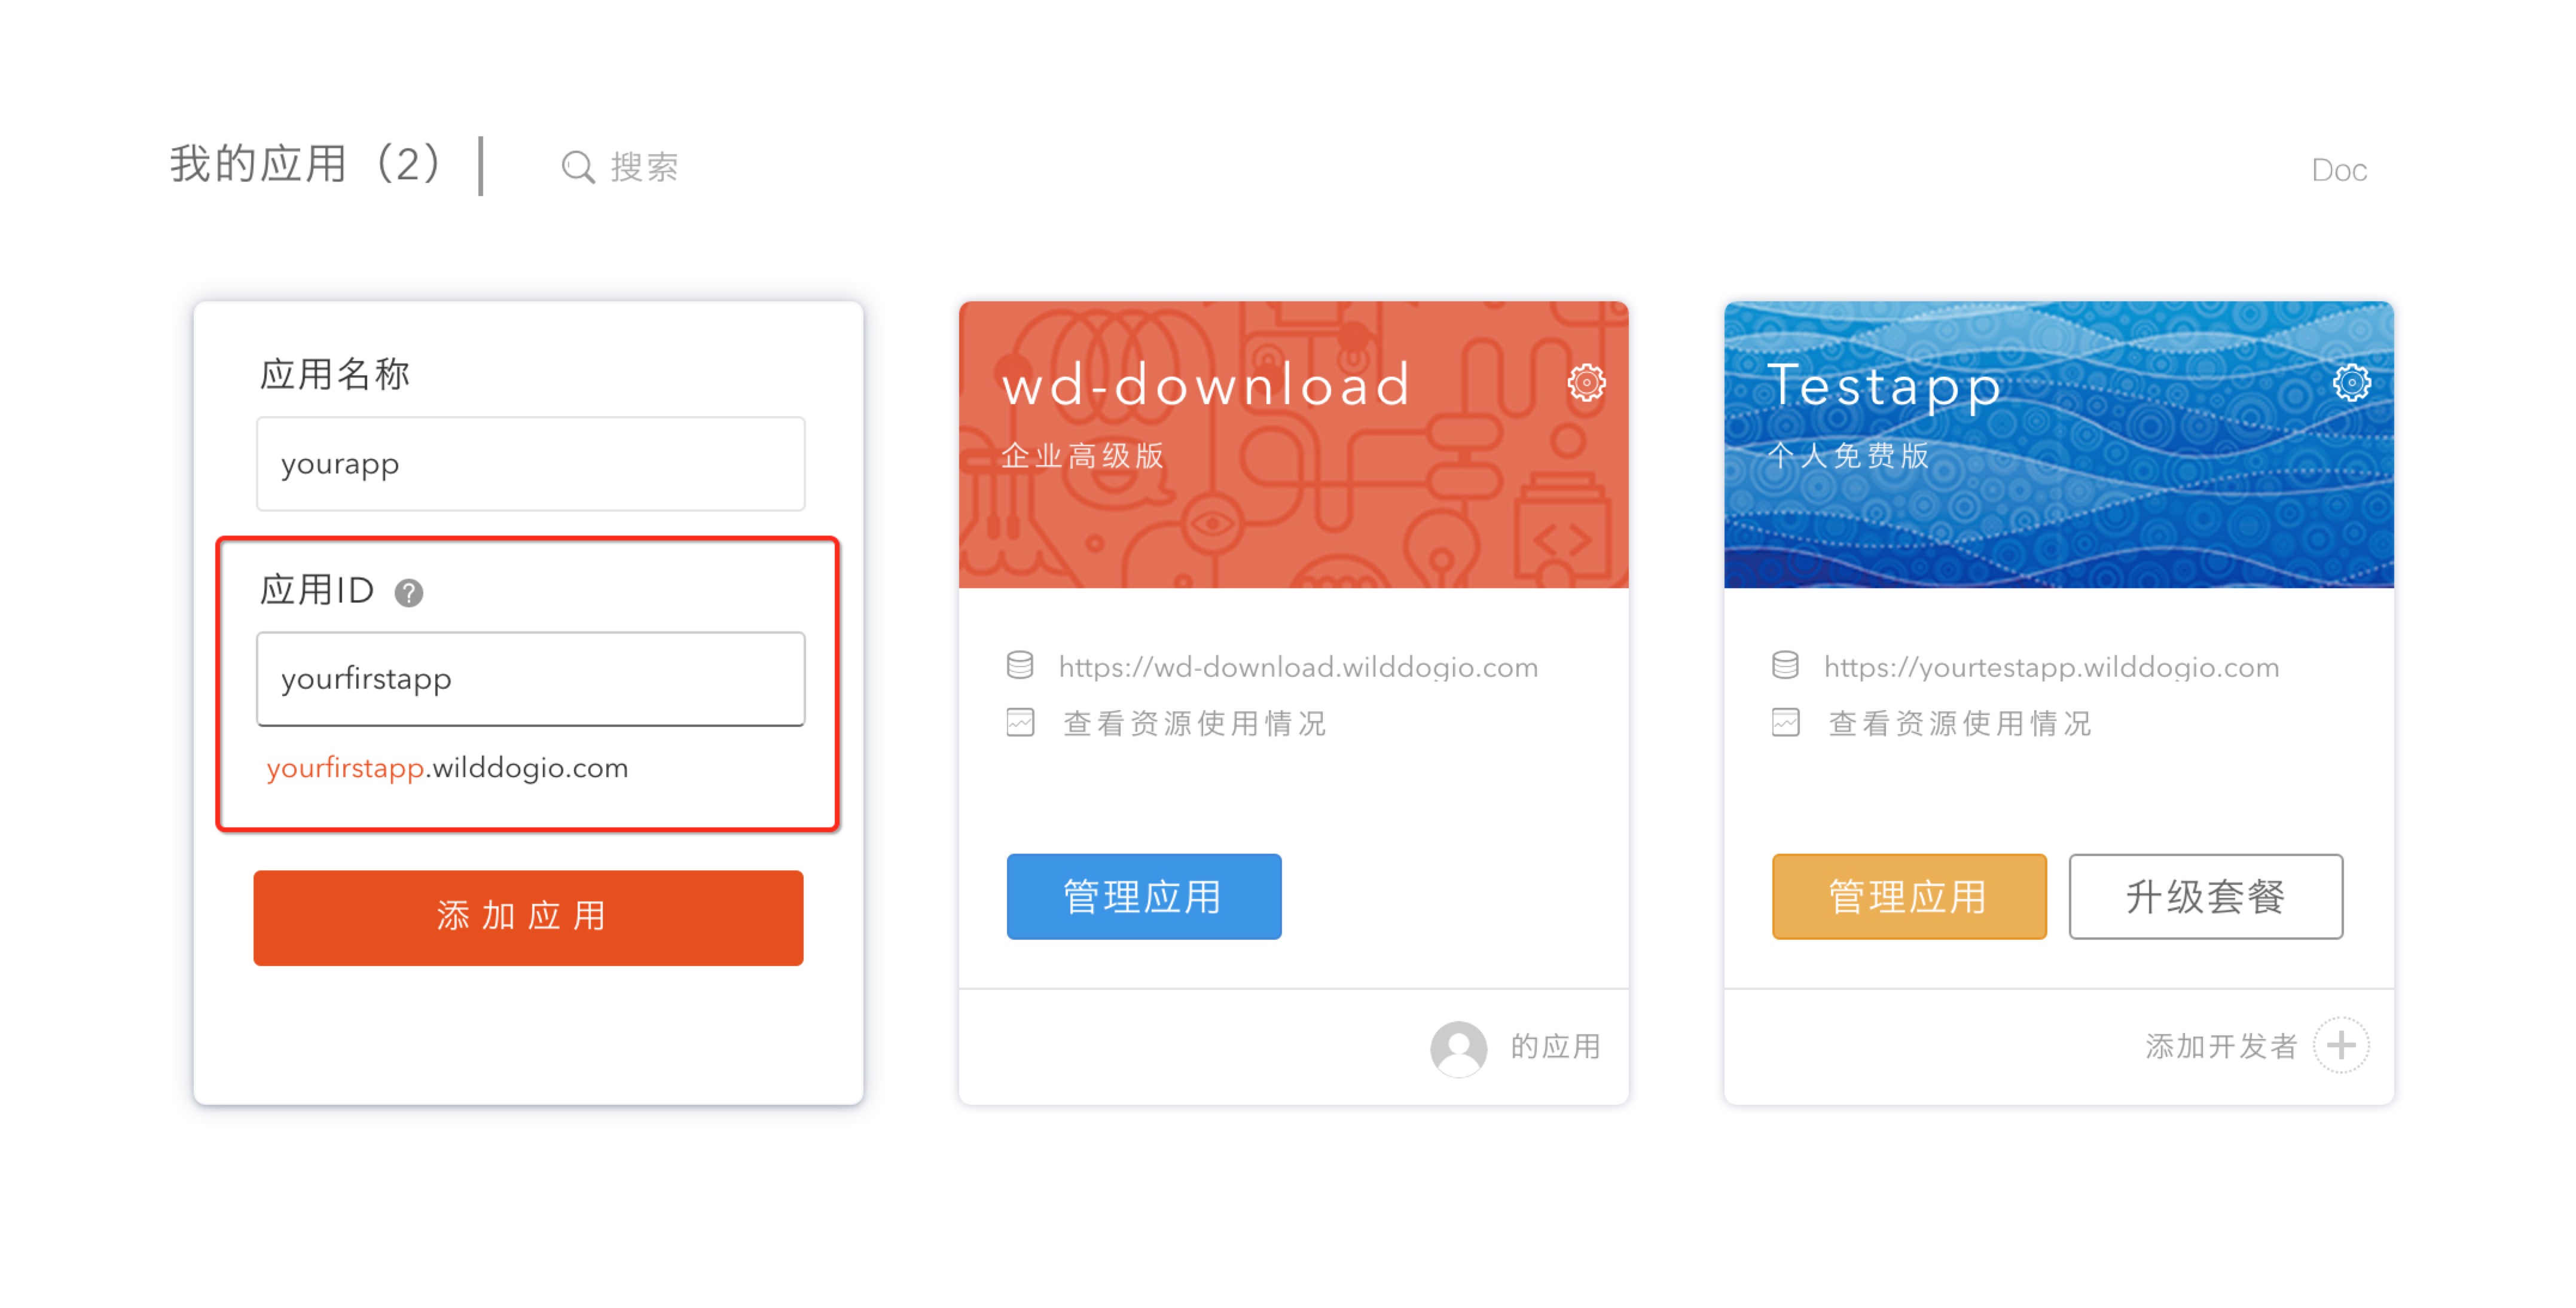 我的应用（2）
搜索
Doc
应用名称
yourapp
应用ID ?
yourfirstapp
yourfirstapp.wilddogio.com
添加应用
wd-download
企业高级版
https://wd-download.wilddogio.com
查看资源使用情况
管理应用
的应用
Testapp
个人免费版
https://yourtestapp.wilddogio.com
查看资源使用情况
管理应用
升级套餐
添加开发者